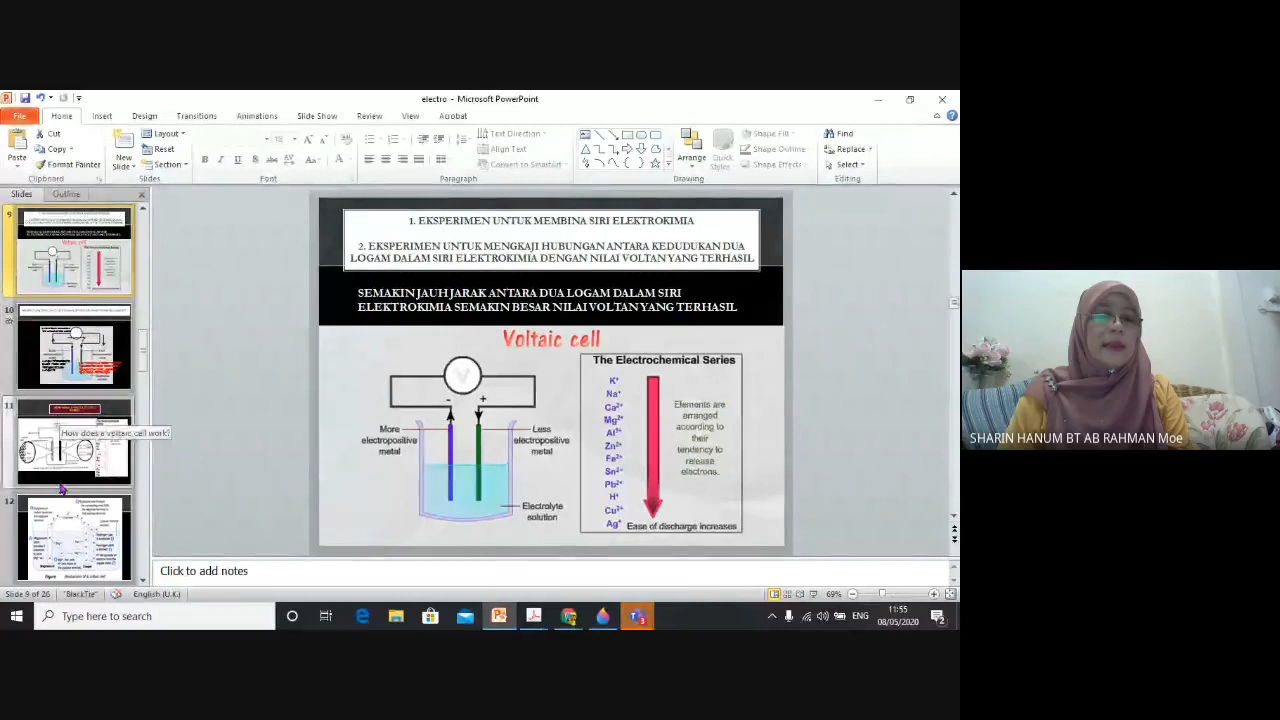 electro - Microsoft PowerPoint
File Home Insert Design Transitions Animations Slide Show Review View Acrobat
Cut
Copy
Format Painter
Paste
Clipboard
New
Slide
Layout
Reset
Section
Slides
Font
Text Direction
Align Text
Convert to SmartArt
Paragraph
Arrange
Quick
Styles
Shape Fill
Shape Outline
Shape Effects
Drawing
Find
Replace
Select
Editing
Slides Outline
9
10
11
How does a voltaic cell work?
12
1. EKSPERIMEN UNTUK MEMBINA SIRI ELEKTROKIMIA
2. EKSPERIMEN UNTUK MENGKAJI HUBUNGAN ANTARA KEDUDUKAN DUA
LOGAM DALAM SIRI ELEKTROKIMIA DENGAN NILAI VOLTAN YANG TERHASIL
SEMAKIN JAUH JARAK ANTARA DUA LOGAM DALAM SIRI
ELEKTROKIMIA SEMAKIN BESAR NILAI VOLTAN YANG TERHASIL
Voltaic cell
V
- +
More
electropositive
metal
Less
electropositive
metal
Electrolyte
solution
The Electrochemical Series
K⁺
Na⁺
Ca²⁺
Mg²⁺
Al³⁺
Zn²⁺
Fe²⁺
Sn²⁺
Pb²⁺
H⁺
Cu²⁺
Ag⁺
Elements are
arranged
according to
their
tendency to
release
electrons.
Ease of discharge increases
SHARIN HANUM BT AB RAHMAN Moe
Click to add notes
Slide 9 of 26 "BlackTie" English (U.K.) 69%
Type here to search
ENG
11:55
08/05/2020